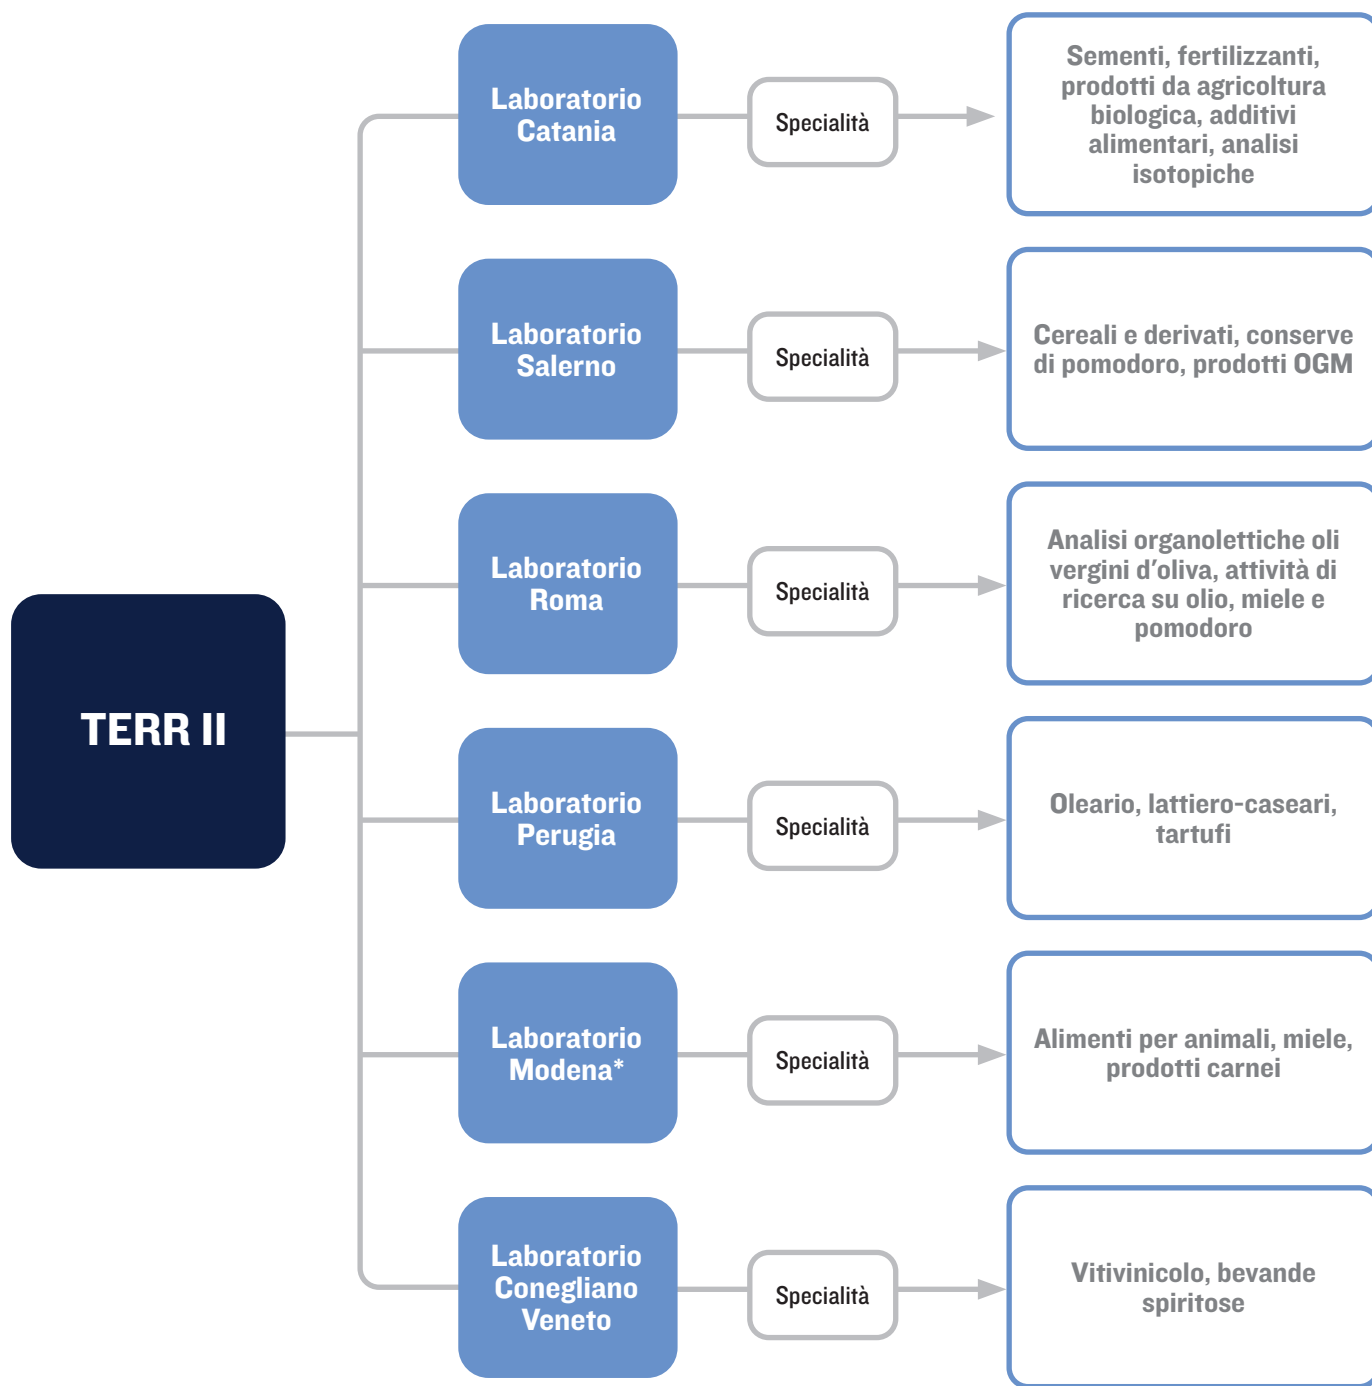 TERR II
Laboratorio
Catania
Specialità
Sementi, fertilizzanti,
prodotti da agricoltura
biologica, additivi
alimentari, analisi
isotopiche
Laboratorio
Salerno
Specialità
Cereali e derivati, conserve
di pomodoro, prodotti OGM
Laboratorio
Roma
Specialità
Analisi organolettiche oli
vergini d'oliva, attività di
ricerca su olio, miele e
pomodoro
Laboratorio
Perugia
Specialità
Oleario, lattiero-caseari,
tartufi
Laboratorio
Modena*
Specialità
Alimenti per animali, miele,
prodotti carnei
Laboratorio
Conegliano
Veneto
Specialità
Vitivinicolo, bevande
spiritose